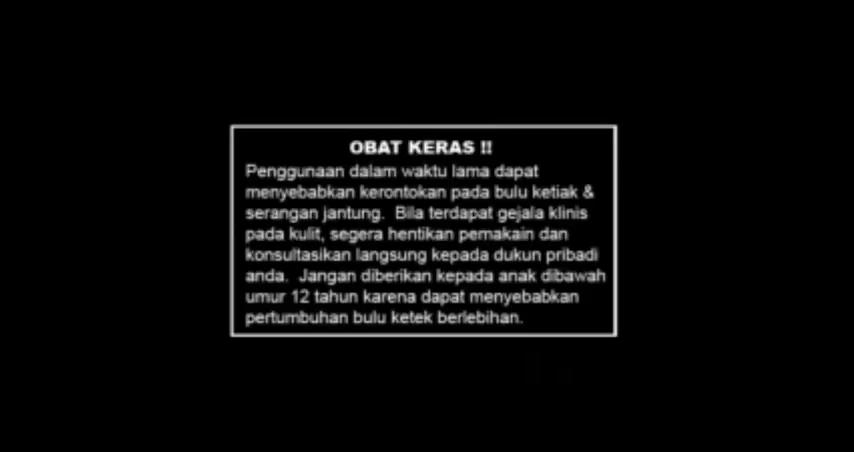 OBAT KERAS !!
Penggunaan dalam waktu lama dapat
menyebabkan kerontokan pada bulu ketiak &
serangan jantung. Bila terdapat gejala klinis
pada kulit, segera hentikan pemakain dan
konsultasikan langsung kepada dukun pribadi
anda. Jangan diberikan kepada anak dibawah
umur 12 tahun karena dapat menyebabkan
pertumbuhan bulu ketek berlebihan.